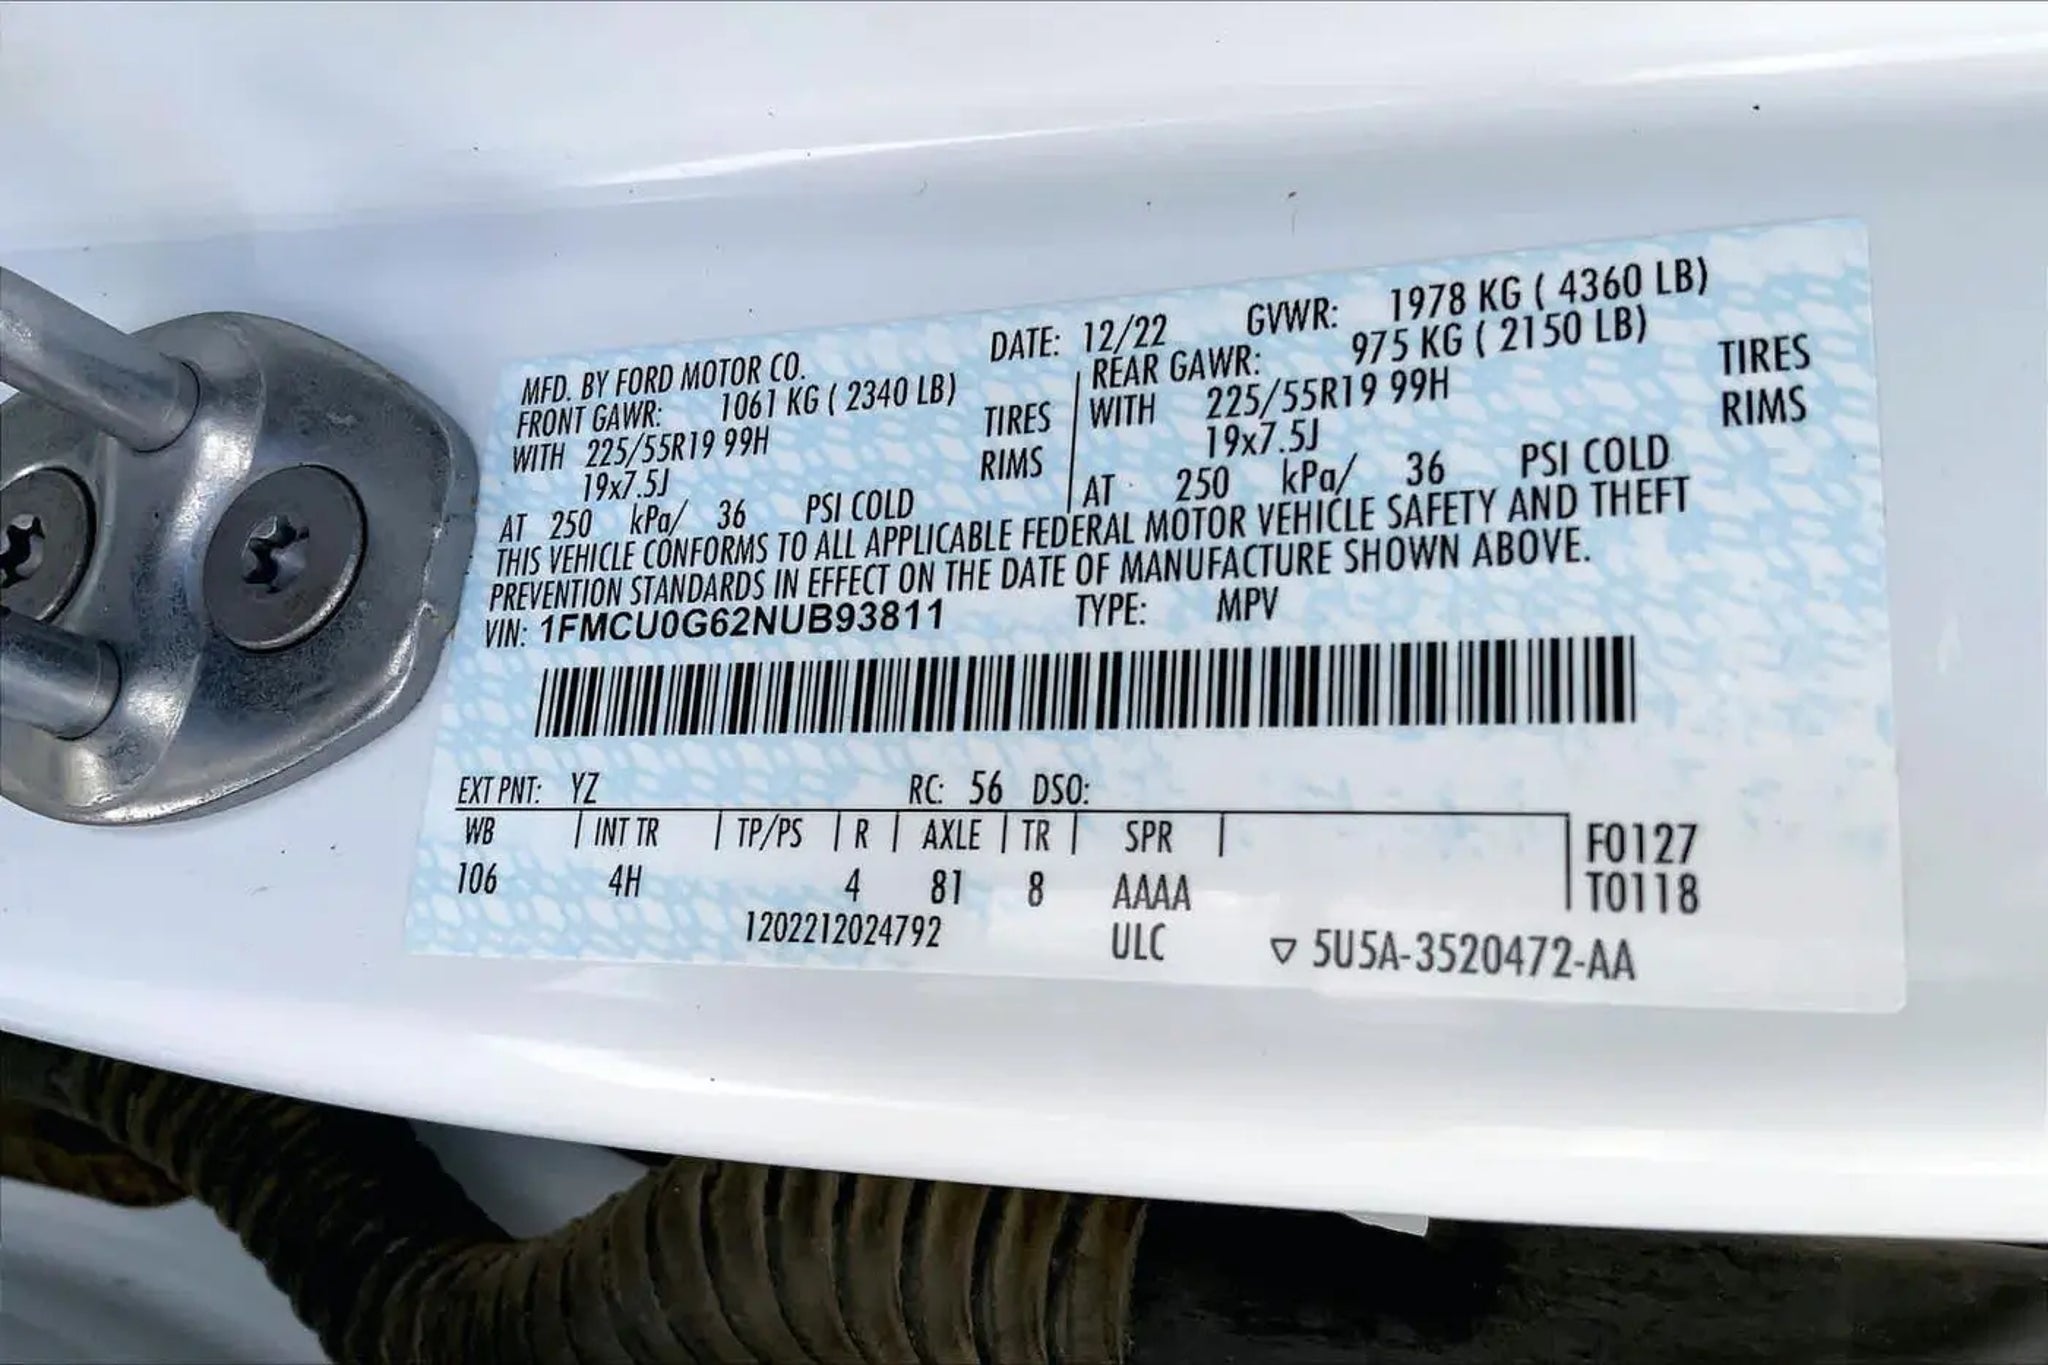 MFD. BY FORD MOTOR CO. DATE: 12/22 GVWR: 1978 KG ( 4360 LB)
FRONT GAWR: 1061 KG ( 2340 LB) REAR GAWR: 975 KG ( 2150 LB)
WITH 225/55R19 99H TIRES WITH 225/55R19 99H TIRES
19x7.5J RIMS 19x7.5J RIMS
AT 250 kPa/ 36 PSI COLD AT 250 kPa/ 36 PSI COLD
THIS VEHICLE CONFORMS TO ALL APPLICABLE FEDERAL MOTOR VEHICLE SAFETY AND THEFT
PREVENTION STANDARDS IN EFFECT ON THE DATE OF MANUFACTURE SHOWN ABOVE.
VIN: 1FMCU0G62NUB93811 TYPE: MPV
EXT PNT: YZ RC: 56 DSO:
WB INT TR TP/PS R AXLE TR SPR F0127
106 4H 4 81 8 AAAA T0118
1202212024792 ULC ▽ 5U5A-3520472-AA